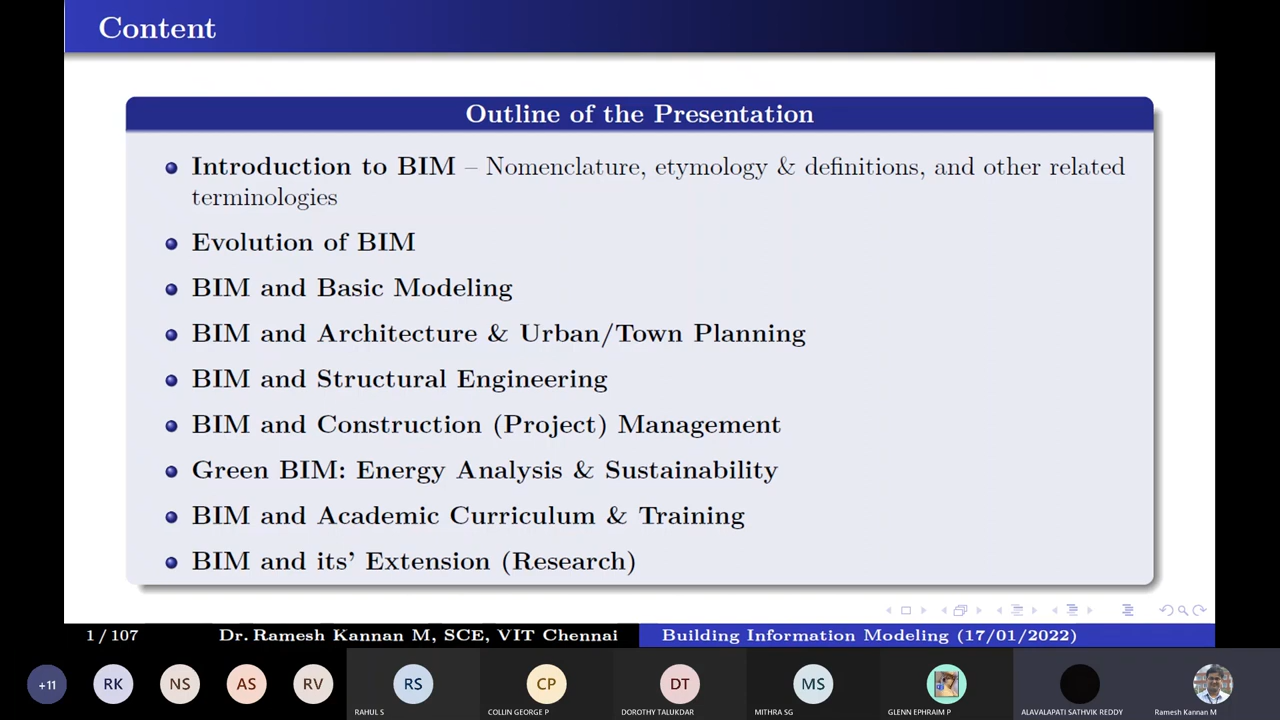 Content
Outline of the Presentation
Introduction to BIM – Nomenclature, etymology & definitions, and other related
terminologies
Evolution of BIM
BIM and Basic Modeling
BIM and Architecture & Urban/Town Planning
BIM and Structural Engineering
BIM and Construction (Project) Management
Green BIM: Energy Analysis & Sustainability
BIM and Academic Curriculum & Training
BIM and its’ Extension (Research)
1 / 107 Dr. Ramesh Kannan M, SCE, VIT Chennai Building Information Modeling (17/01/2022)
+11 RK NS AS RV RS CP DT MS
RAHUL S COLLIN GEORGE P DOROTHY TALUKDAR MITHRA SG GLENN EPHRAIM P ALAVALAPATI SATHVIK REDDY Ramesh Kannan M